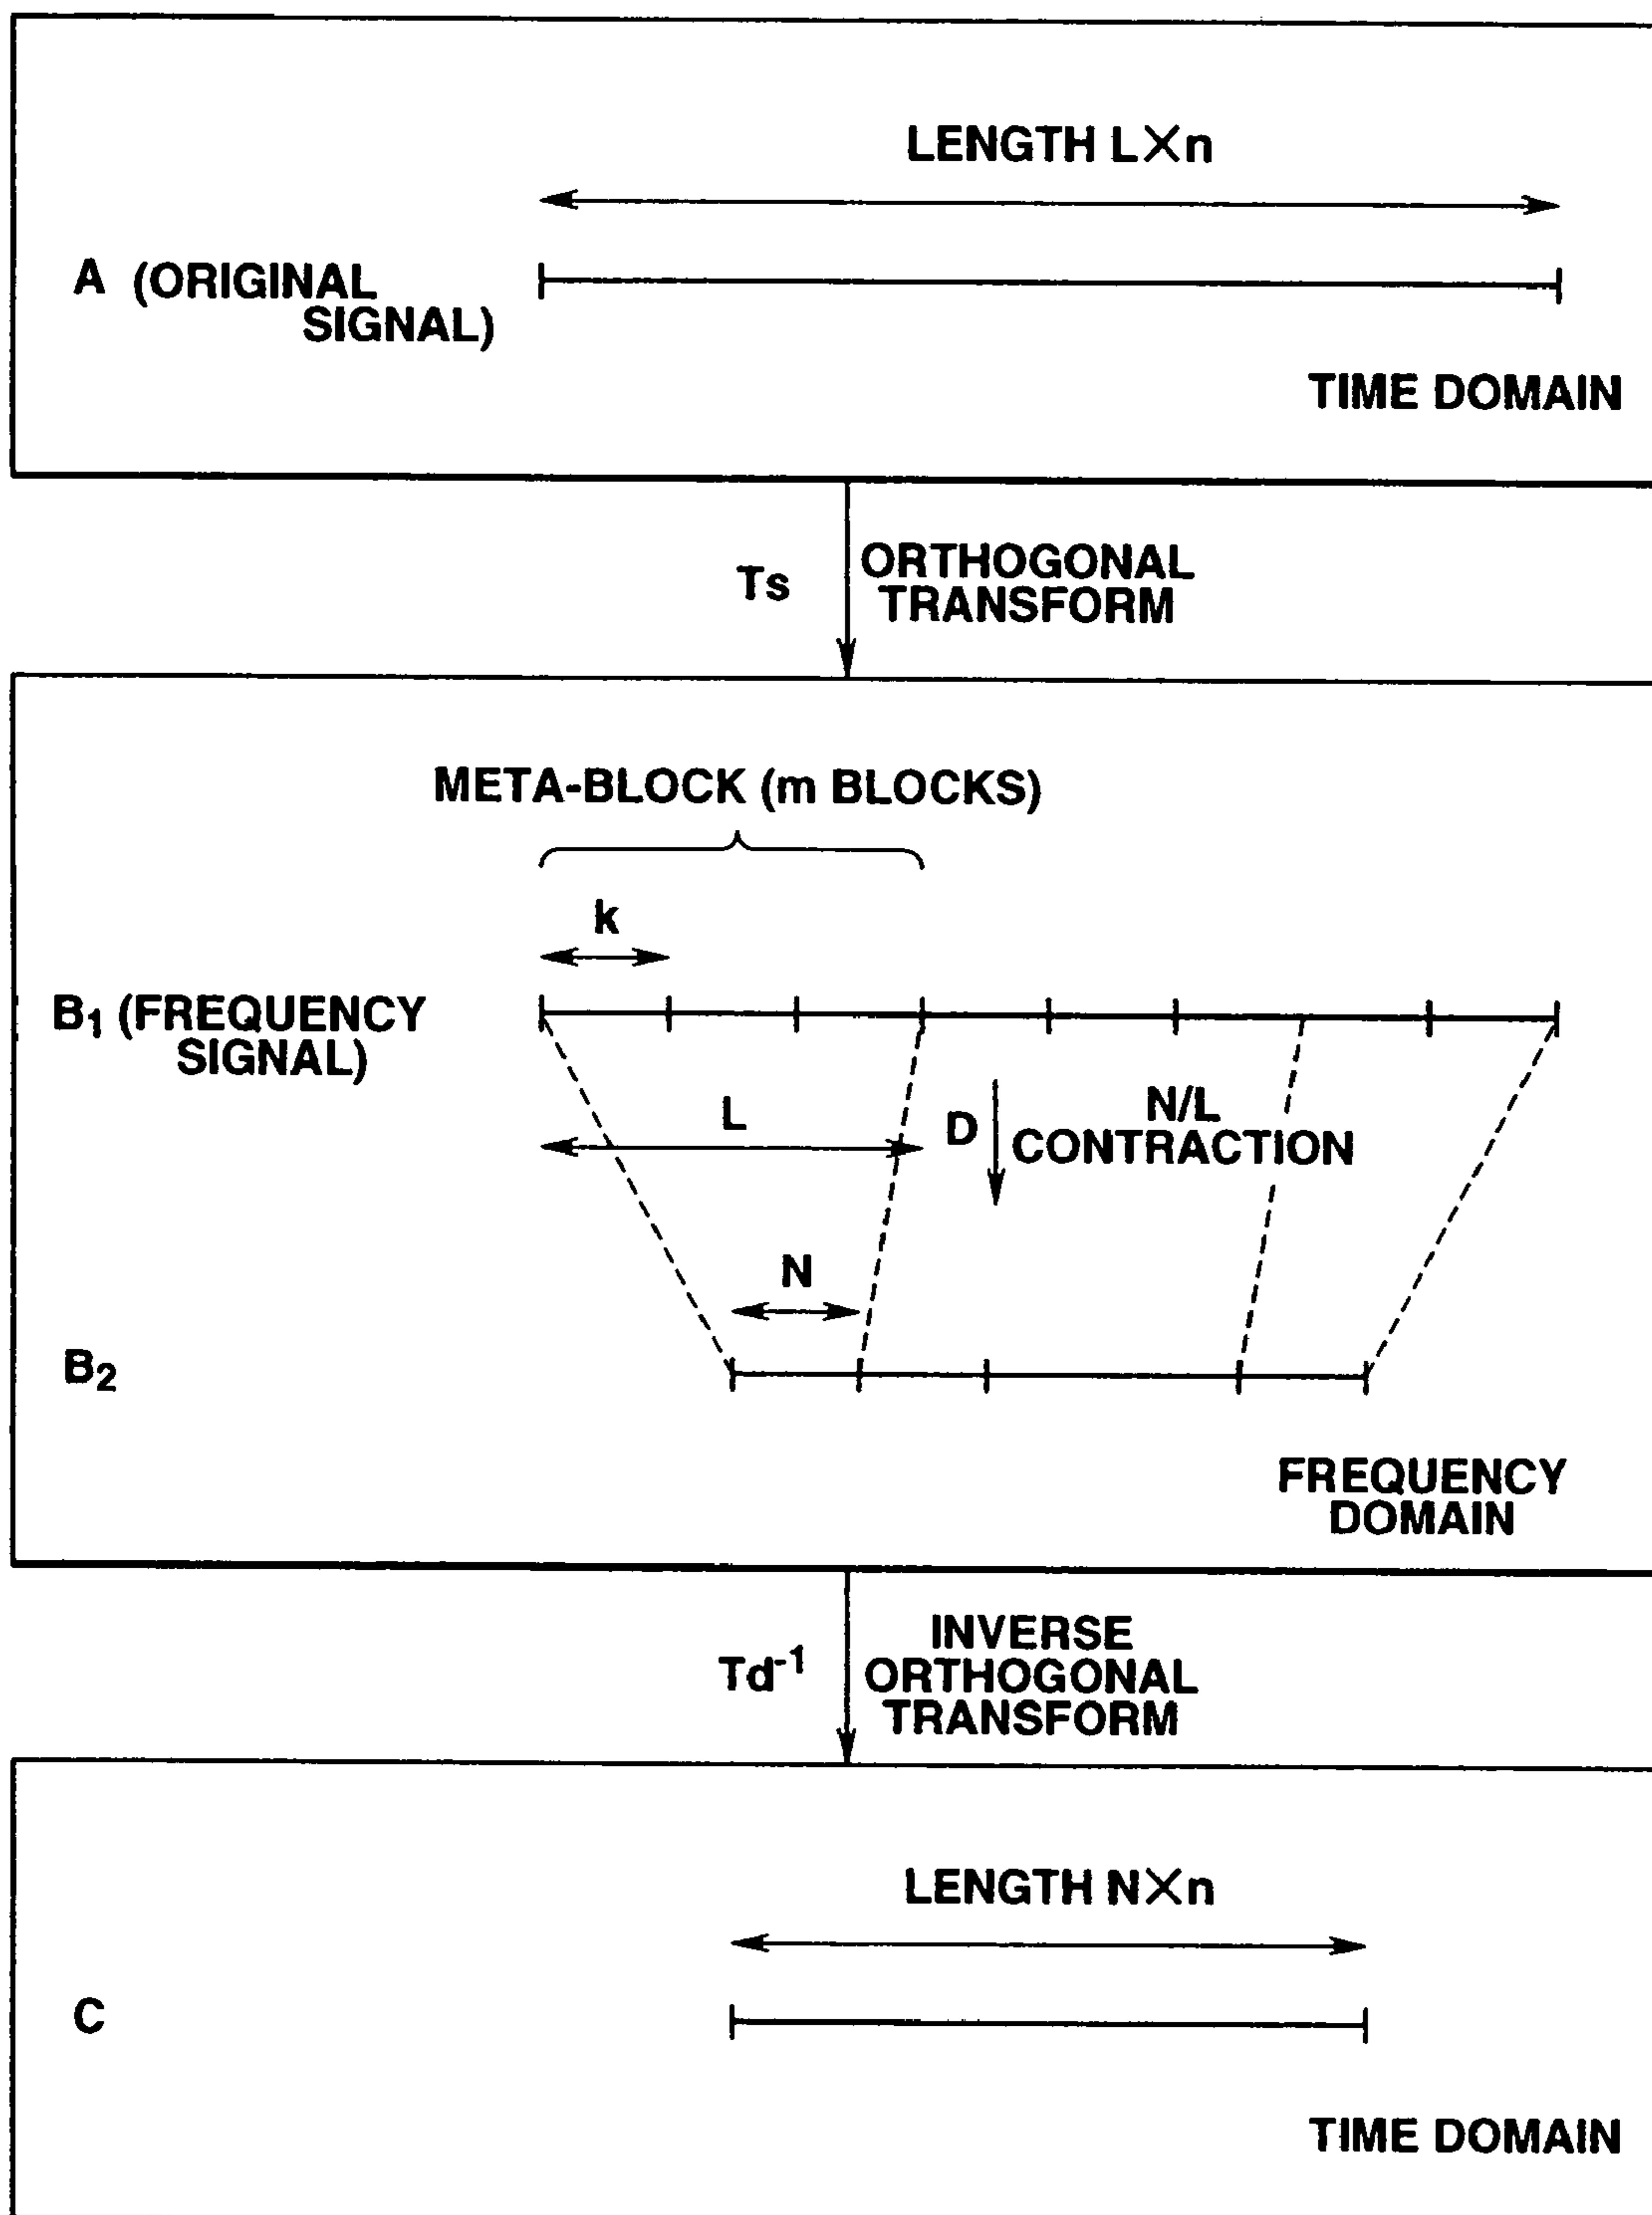 LENGTH L×n
A (ORIGINAL
SIGNAL)
TIME DOMAIN
Ts
ORTHOGONAL
TRANSFORM
META-BLOCK (m BLOCKS)
k
B₁ (FREQUENCY
SIGNAL)
L
D
N/L
CONTRACTION
N
B₂
FREQUENCY
DOMAIN
Td⁻¹
INVERSE
ORTHOGONAL
TRANSFORM
LENGTH N×n
C
TIME DOMAIN